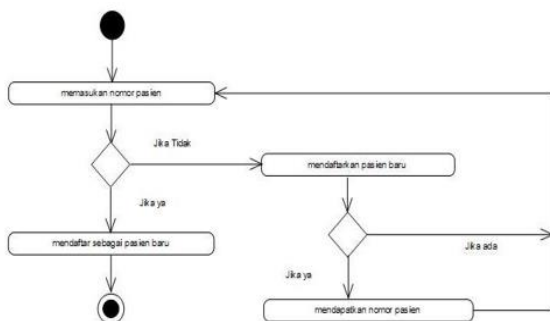 memasukan nomor pasien
Jika Tidak
mendaftarkan pasien baru
Jika ya
mendaftar sebagai pasien baru
Jika ada
Jika ya
mendapatkan nomor pasien